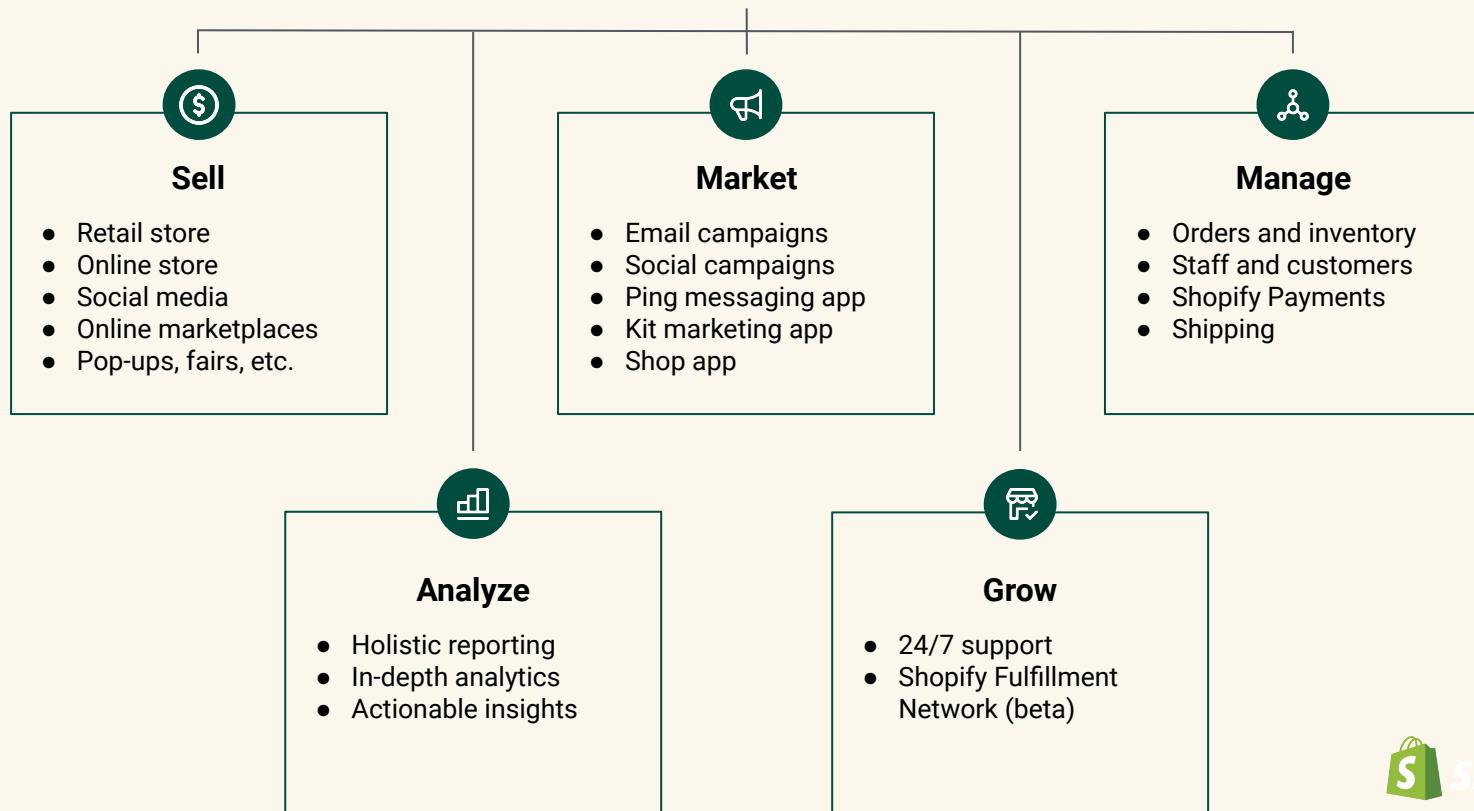 Sell
● Retail store
● Online store
● Social media
● Online marketplaces
● Pop-ups, fairs, etc.
Market
● Email campaigns
● Social campaigns
● Ping messaging app
● Kit marketing app
● Shop app
Manage
● Orders and inventory
● Staff and customers
● Shopify Payments
● Shipping
Analyze
● Holistic reporting
● In-depth analytics
● Actionable insights
Grow
● 24/7 support
● Shopify Fulfillment
Network (beta)
S s